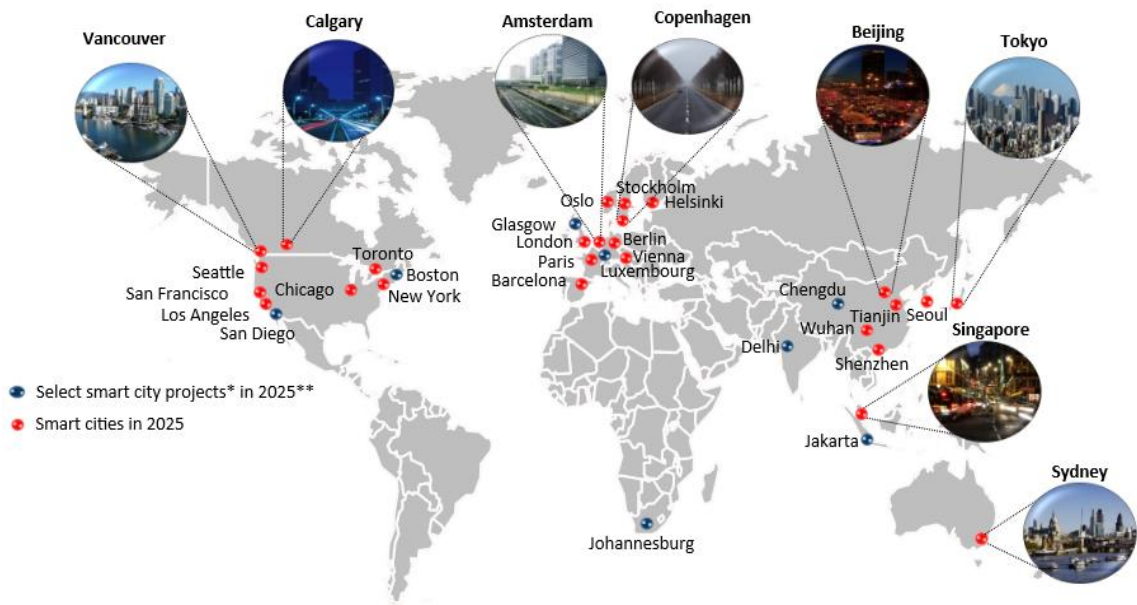 Vancouver
Calgary
Amsterdam
Copenhagen
Beijing
Tokyo
Stockholm
Oslo
Helsinki
Glasgow
London
Berlin
Paris
Vienna
Luxembourg
Barcelona
Toronto
Boston
Seattle
Chicago
New York
San Francisco
Los Angeles
San Diego
Chengdu
Tianjin
Seoul
Wuhan
Delhi
Shenzhen
Singapore
Jakarta
Sydney
Johannesburg
Select smart city projects* in 2025**
Smart cities in 2025